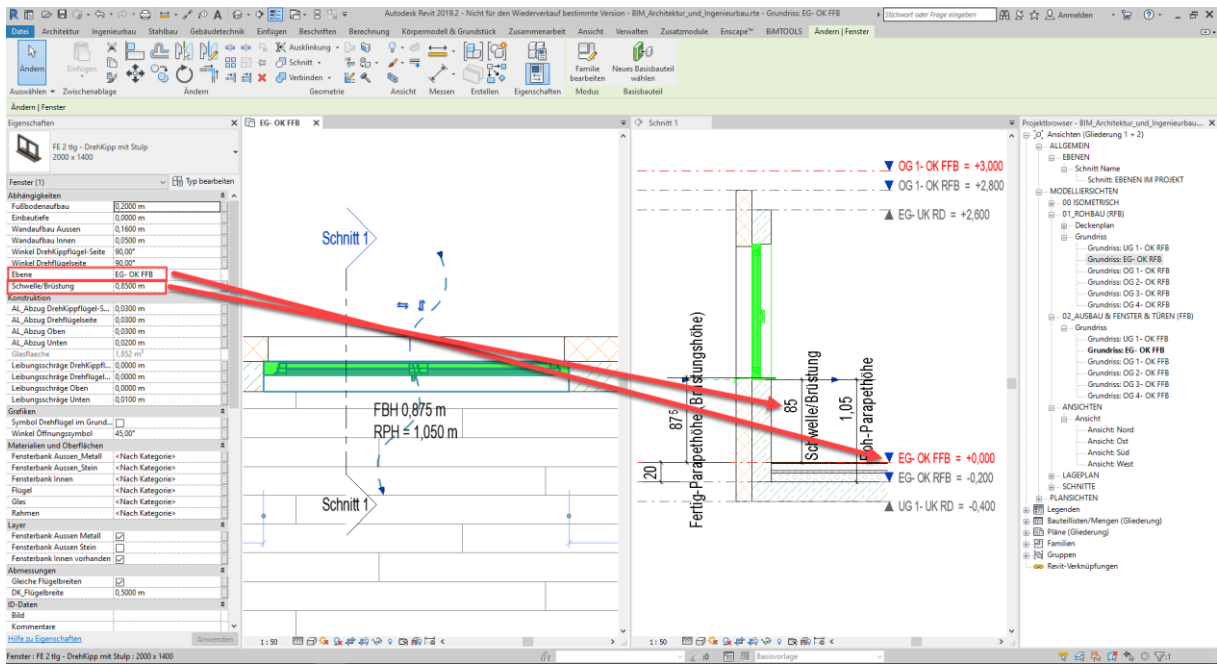 Autodesk Revit 2019.2 - Nicht für den Wiederverkauf bestimmte Version - BIM_Architektur_und_Ingenieurbau.rte - Grundriss: EG- OK FFB
Stichwort oder Frage eingeben
Anmelden
Datei Architektur Ingenieurbau Stahlbau Gebäudetechnik Einfügen Beschriften Berechnung Körpermodell & Grundstück Zusammenarbeit Ansicht Verwalten Zusatzmodule Enscape™ BiMTOOLS Ändern | Fenster
Ändern
Einfügen
Ausklinkung
Schnitt
Verbinden
Familie bearbeiten
Neues Basisbauteil wählen
Auswählen Zwischenablage Ändern Geometrie Ansicht Messen Erstellen Eigenschaften Modus Basisbauteil
Ändern | Fenster
Eigenschaften
FE 2 tlg - DrehKipp mit Stulp
2000 x 1400
Fenster (1) Typ bearbeiten
Abhängigkeiten
Fußbodenaufbau 0,2000 m
Einbautiefe 0,0000 m
Wandaufbau Aussen 0,1600 m
Wandaufbau Innen 0,0500 m
Winkel DrehKippflügel-Seite 90,00°
Winkel Drehflügelseite 90,00°
Ebene EG- OK FFB
Schwelle/Brüstung 0,8500 m
Konstruktion
AL_Abzug DrehKippflügel-S... 0,0300 m
AL_Abzug Drehflügelseite 0,0300 m
AL_Abzug Oben 0,0300 m
AL_Abzug Unten 0,0200 m
Glasflaeche 1,852 m²
Leibungsschräge DrehKippfl... 0,0000 m
Leibungsschräge Drehflügel... 0,0000 m
Leibungsschräge Oben 0,0000 m
Leibungsschräge Unten 0,0100 m
Grafiken
Symbol Drehflügel im Grund...
Winkel Öffnungssymbol 45,00°
Materialien und Oberflächen
Fensterbank Aussen_Metall <Nach Kategorie>
Fensterbank Aussen_Stein <Nach Kategorie>
Fensterbank Innen <Nach Kategorie>
Flügel <Nach Kategorie>
Glas <Nach Kategorie>
Rahmen <Nach Kategorie>
Layer
Fensterbank Aussen Metall
Fensterbank Aussen Stein
Fensterbank Innen vorhanden
Abmessungen
Gleiche Flügelbreiten
DK_Flügelbreite 0,5000 m
ID-Daten
Bild
Kommentare
Hilfe zu Eigenschaften Anwenden
EG- OK FFB
Schnitt 1
FBH 0,875 m
RPH = 1,050 m
Schnitt 1
1 : 50
Schnitt 1
OG 1- OK FFB = +3,000
OG 1- OK RFB = +2,800
EG- UK RD = +2,600
87⁵
Fertig-Parapethöhe (Brüstungshöhe)
20
85
Schwelle/Brüstung
1,05
Roh-Parapethöhe
EG- OK FFB = +0,000
EG- OK RFB = -0,200
UG 1- UK RD = -0,400
1 : 50
Projektbrowser - BIM_Architektur_und_Ingenieurbau....
Ansichten (Gliederung 1 + 2)
ALLGEMEIN
EBENEN
Schnitt Name
Schnitt: EBENEN IM PROJEKT
MODELLIERSICHTEN
00 ISOMETRISCH
01_ROHBAU (RFB)
Deckenplan
Grundriss
Grundriss: UG 1- OK RFB
Grundriss: EG- OK RFB
Grundriss: OG 1- OK RFB
Grundriss: OG 2- OK RFB
Grundriss: OG 3- OK RFB
Grundriss: OG 4- OK RFB
02_AUSBAU & FENSTER & TÜREN (FFB)
Grundriss
Grundriss: UG 1- OK FFB
Grundriss: EG- OK FFB
Grundriss: OG 1- OK FFB
Grundriss: OG 2- OK FFB
Grundriss: OG 3- OK FFB
Grundriss: OG 4- OK FFB
ANSICHTEN
Ansicht
Ansicht: Nord
Ansicht: Ost
Ansicht: Süd
Ansicht: West
LAGEPLAN
SCHNITTE
PLANSICHTEN
Legenden
Bauteillisten/Mengen (Gliederung)
Pläne (Gliederung)
Familien
Gruppen
Revit-Verknüpfungen
Fenster : FE 2 tlg - DrehKipp mit Stulp : 2000 x 1400
:0
Basisvorlage
:1